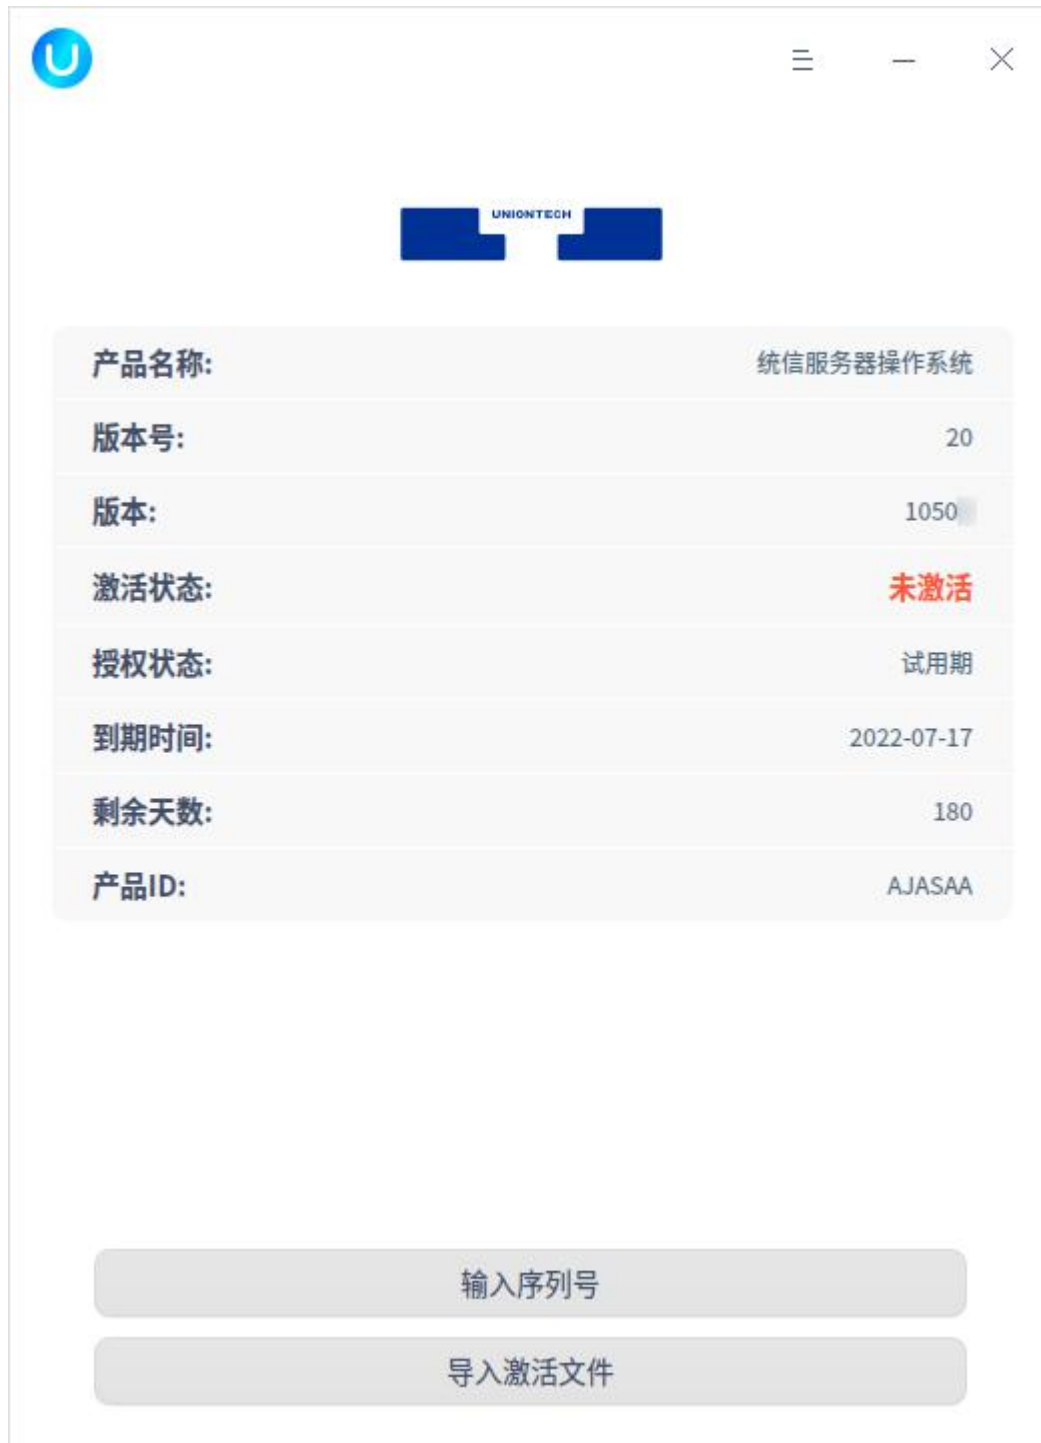 UNIONTECH
产品名称: 统信服务器操作系统
版本号: 20
版本: 1050
激活状态: 未激活
授权状态: 试用期
到期时间: 2022-07-17
剩余天数: 180
产品ID: AJASAA
输入序列号
导入激活文件